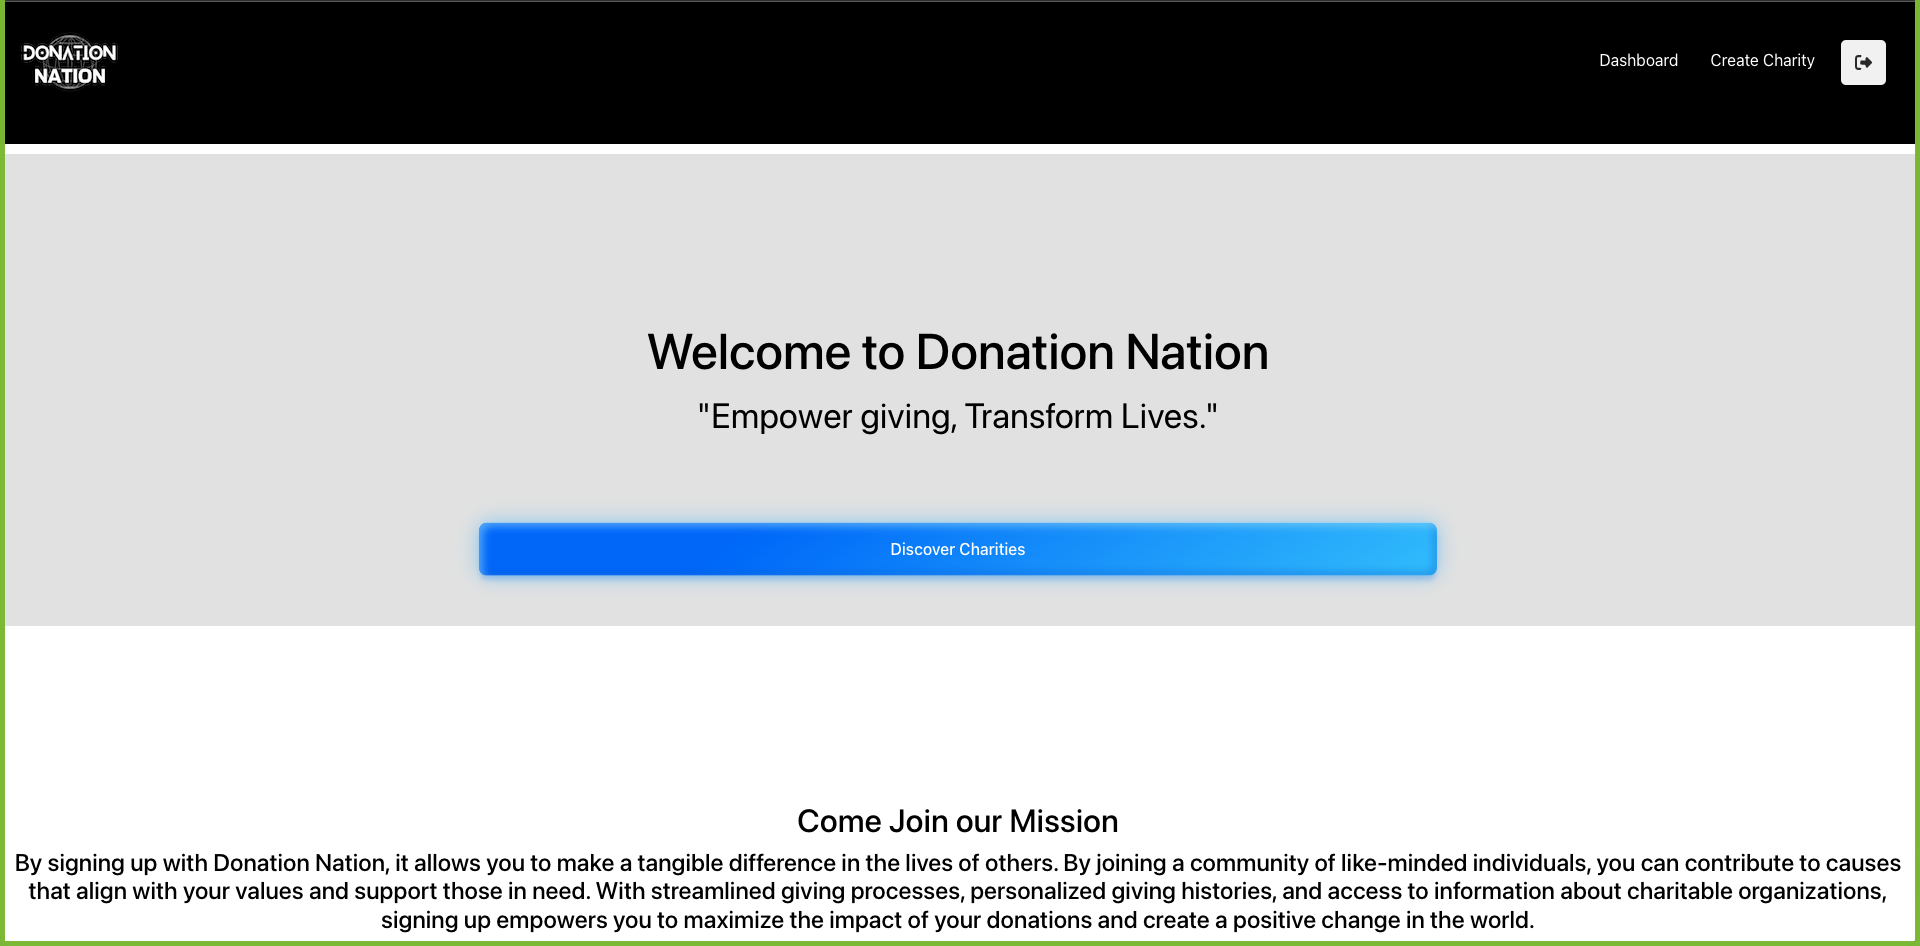 DONATION
NATION
Dashboard Create Charity
Welcome to Donation Nation
"Empower giving, Transform Lives."
Discover Charities
Come Join our Mission
By signing up with Donation Nation, it allows you to make a tangible difference in the lives of others. By joining a community of like-minded individuals, you can contribute to causes
that align with your values and support those in need. With streamlined giving processes, personalized giving histories, and access to information about charitable organizations,
signing up empowers you to maximize the impact of your donations and create a positive change in the world.